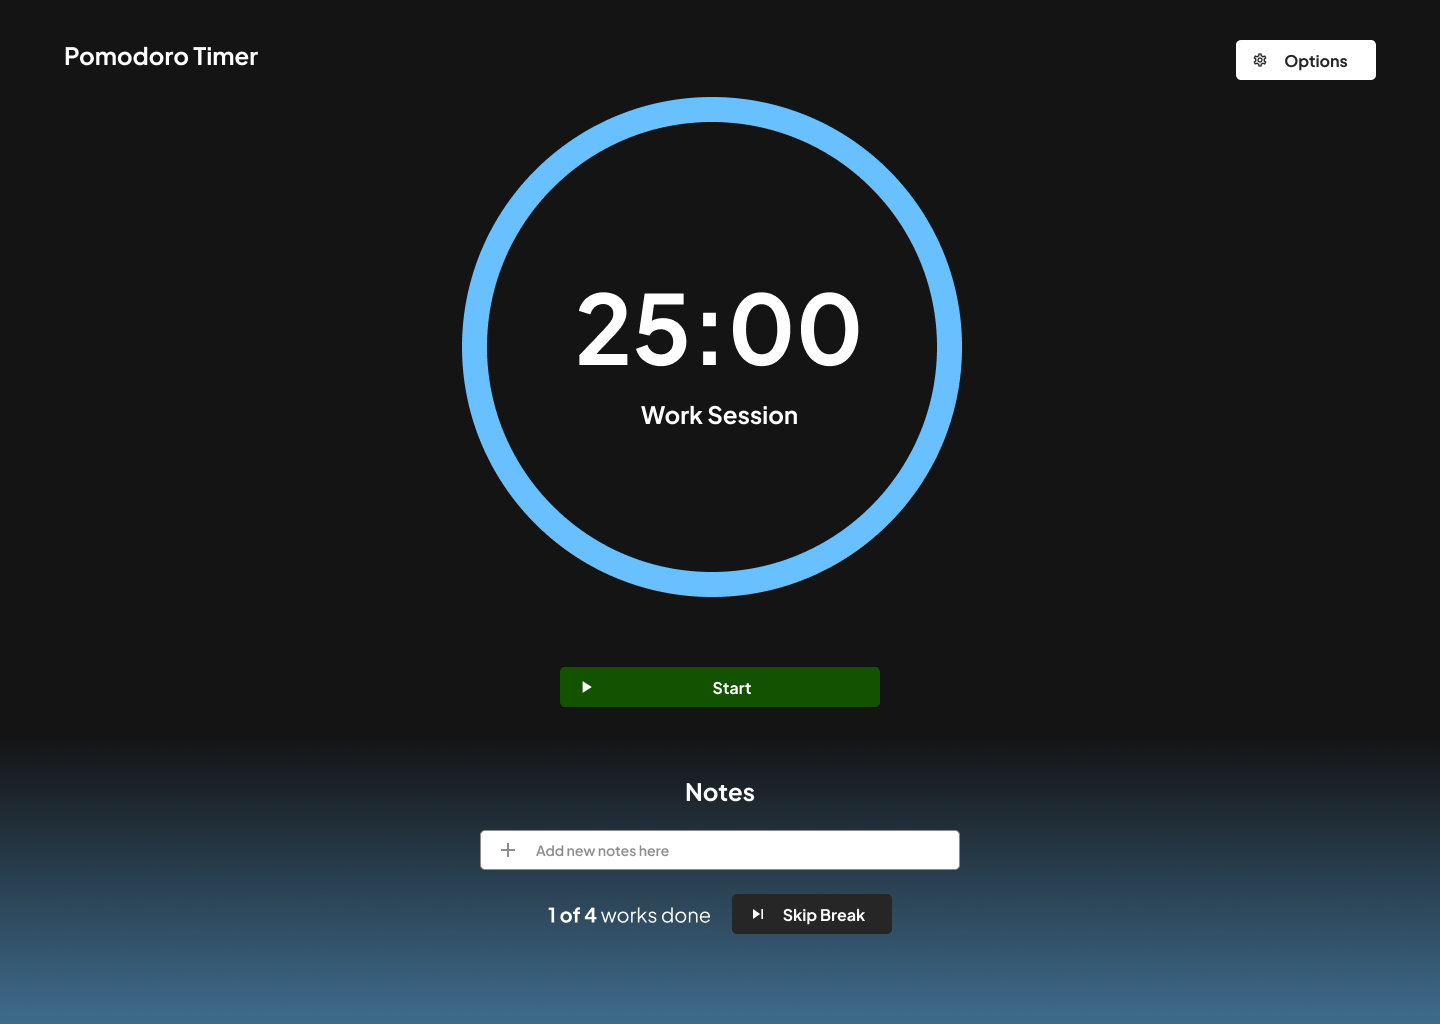 Pomodoro Timer
Options
25:00
Work Session
Start
Notes
Add new notes here
1 of 4 works done
Skip Break